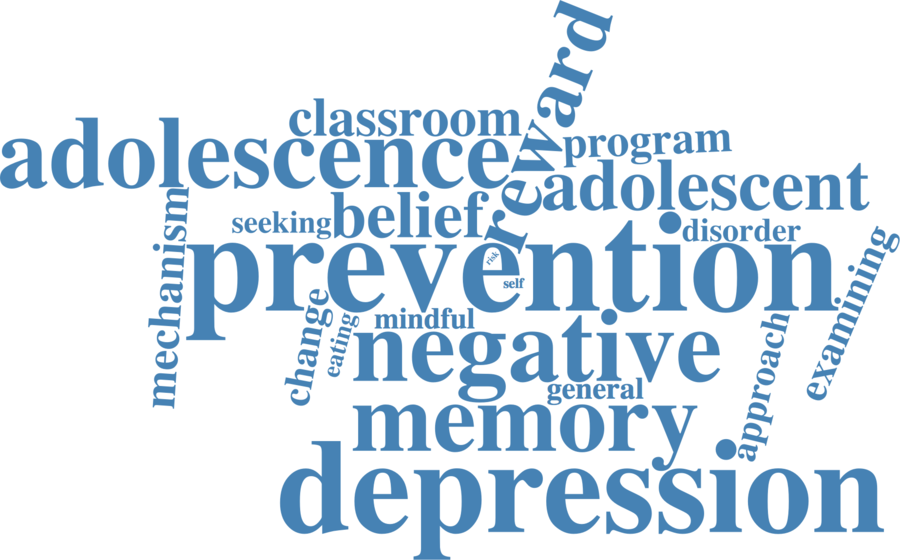 reward
classroom
adolescence
program
adolescent
seeking
belief
disorder
mechanism
prevention
risk
self
examining
change
eating
mindful
negative
approach
general
memory
depression